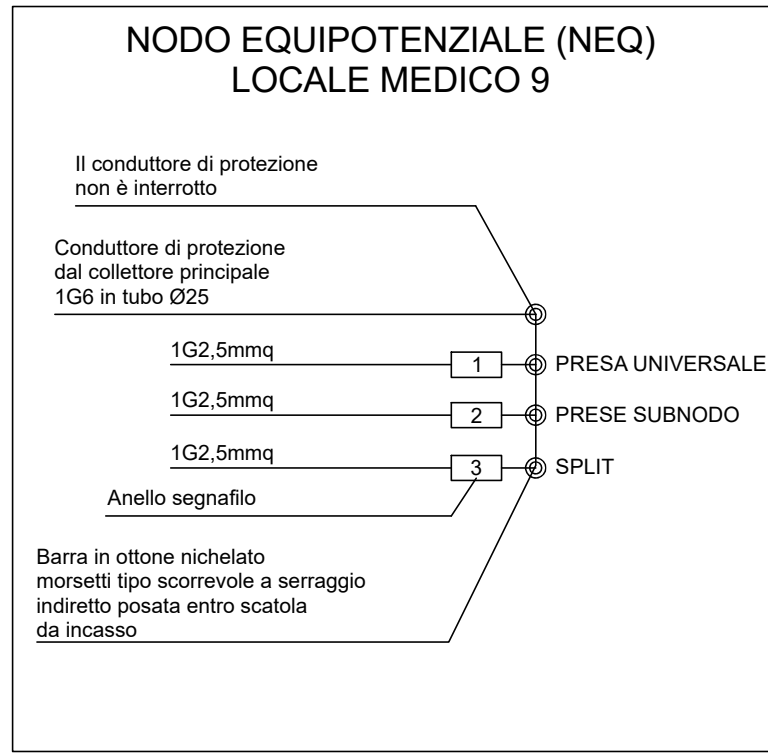 NODO EQUIPOTENZIALE (NEQ)
LOCALE MEDICO 9
Il conduttore di protezione
non è interrotto
Conduttore di protezione
dal collettore principale
1G6 in tubo Ø25
1G2,5mmq
1
PRESA UNIVERSALE
1G2,5mmq
2
PRESE SUBNODO
1G2,5mmq
3
SPLIT
Anello segnafilo
Barra in ottone nichelato
morsetti tipo scorrevole a serraggio
indiretto posata entro scatola
da incasso